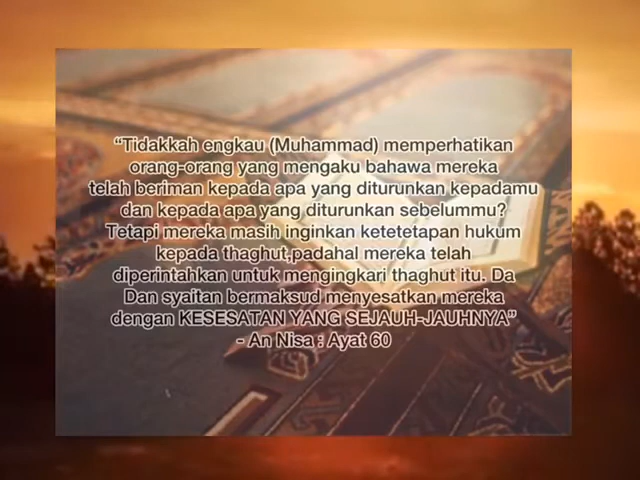 “Tidakkah engkau (Muhammad) memperhatikan
orang-orang yang mengaku bahawa mereka
telah beriman kepada apa yang diturunkan kepadamu
dan kepada apa yang diturunkan sebelummu?
Tetapi mereka masih inginkan ketetetapan hukum
kepada thaghut,padahal mereka telah
diperintahkan untuk mengingkari thaghut itu. Da
Dan syaitan bermaksud menyesatkan mereka
dengan KESESATAN YANG SEJAUH-JAUHNYA”
- An Nisa : Ayat 60